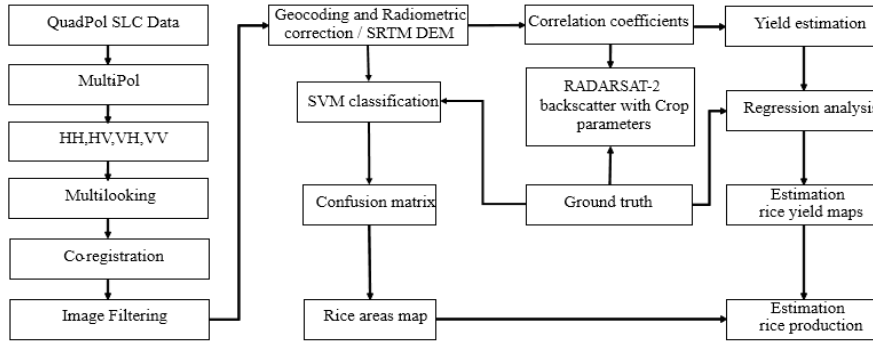 QuadPol SLC Data
MultiPol
HH,HV,VH,VV
Multilooking
Co-registration
Image Filtering
Geocoding and Radiometric
correction / SRTM DEM
SVM classification
Confusion matrix
Rice areas map
Correlation coefficients
RADARSAT-2
backscatter with Crop
parameters
Ground truth
Yield estimation
Regression analysis
Estimation
rice yield maps
Estimation
rice production